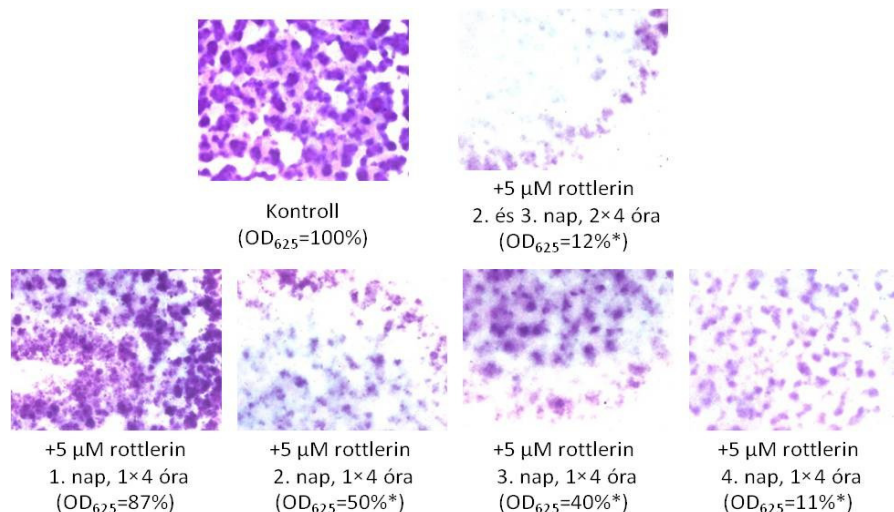 Kontroll
(OD₆₂₅=100%)
+5 µM rottlerin
2. és 3. nap, 2×4 óra
(OD₆₂₅=12%*)
+5 µM rottlerin
1. nap, 1×4 óra
(OD₆₂₅=87%)
+5 µM rottlerin
2. nap, 1×4 óra
(OD₆₂₅=50%*)
+5 µM rottlerin
3. nap, 1×4 óra
(OD₆₂₅=40%*)
+5 µM rottlerin
4. nap, 1×4 óra
(OD₆₂₅=11%*)